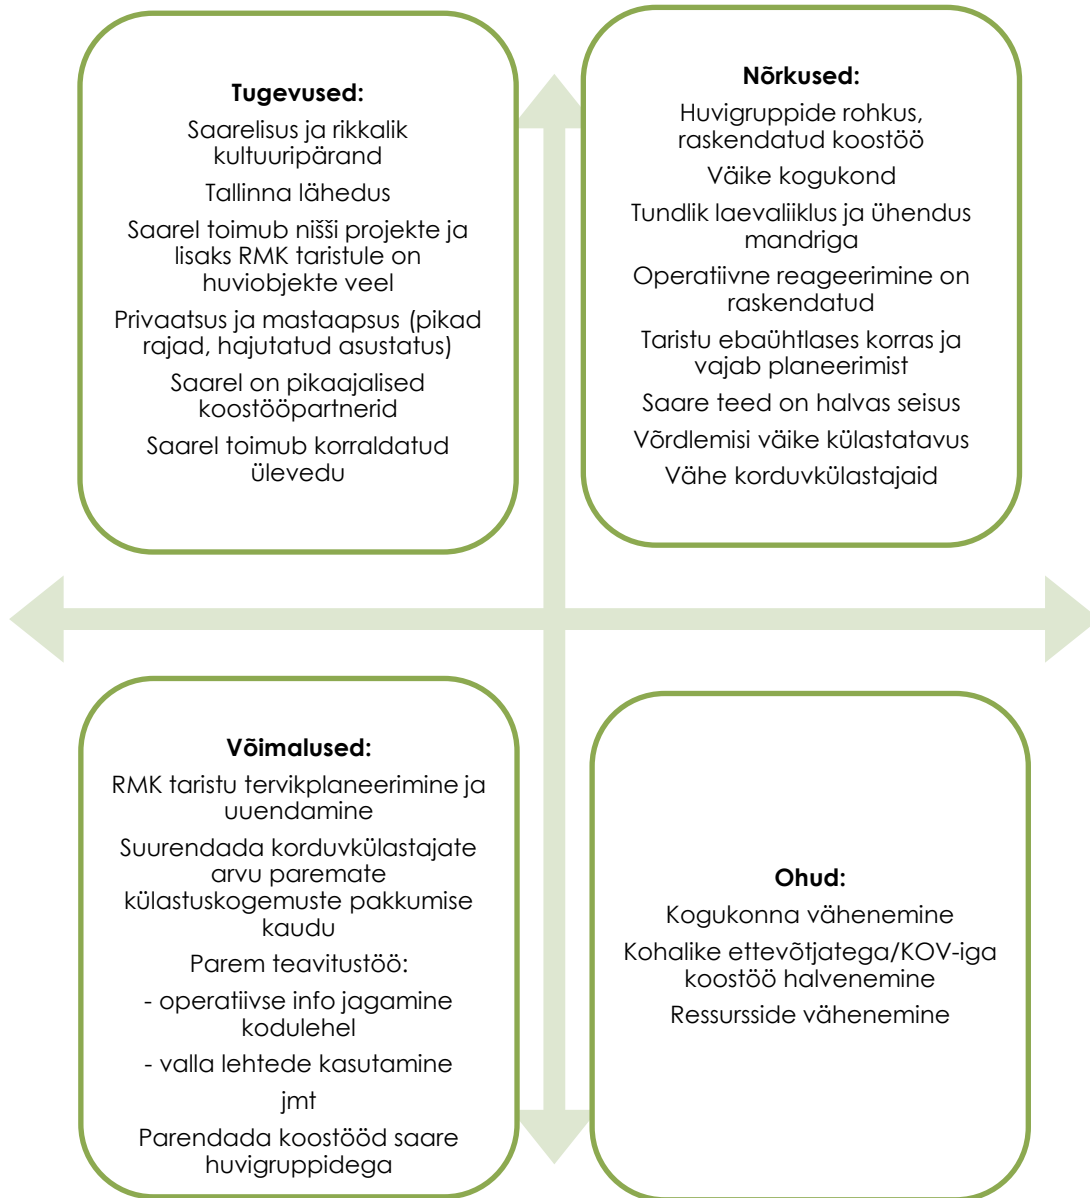 Tugevused:
Saarelisus ja rikkalik
kultuuripärand
Tallinna lähedus
Saarel toimub nišši projekte ja
lisaks RMK taristule on
huviobjekte veel
Privaatsus ja mastaapsus (pikad
rajad, hajutatud asustatus)
Saarel on pikaajalised
koostööpartnerid
Saarel toimub korraldatud
ülevedu
Nõrkused:
Huvigruppide rohkus,
raskendatud koostöö
Väike kogukond
Tundlik laevaliiklus ja ühendus
mandriga
Operatiivne reageerimine on
raskendatud
Taristu ebaühtlases korras ja
vajab planeerimist
Saare teed on halvas seisus
Võrdlemisi väike külastatavus
Vähe korduvkülastajaid
Võimalused:
RMK taristu tervikplaneerimine ja
uuendamine
Suurendada korduvkülastajate
arvu paremate
külastuskogemuste pakkumise
kaudu
Parem teavitustöö:
- operatiivse info jagamine
kodulehel
- valla lehtede kasutamine
jmt
Parendada koostööd saare
huvigruppidega
Ohud:
Kogukonna vähenemine
Kohalike ettevõtjatega/KOV-iga
koostöö halvenemine
Ressursside vähenemine